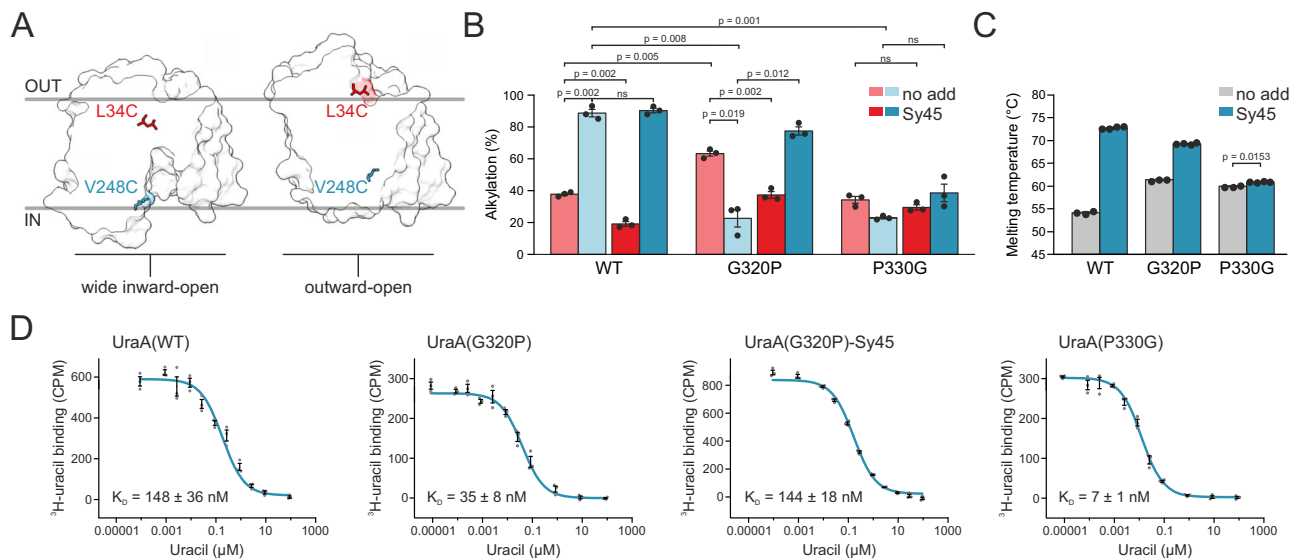 A
OUT
L34C
V248C
IN
wide inward-open
L34C
V248C
outward-open
B
p = 0.001
ns
p = 0.008
p = 0.005
ns
p = 0.002
p = 0.012
p = 0.002
ns
p = 0.002
p = 0.019
no add
Sy45
Alkylation (%)
100
80
60
40
20
0
WT
G320P
P330G
C
no add
Sy45
p = 0.0153
Melting temperature (°C)
75
70
65
60
55
50
45
WT
G320P
P330G
D
UraA(WT)
³H-uracil binding (CPM)
600
400
200
0
K_D = 148 ± 36 nM
0.00001 0.001 0.1 10 1000
Uracil (µM)
UraA(G320P)
³H-uracil binding (CPM)
300
200
100
0
K_D = 35 ± 8 nM
0.00001 0.001 0.1 10 1000
Uracil (µM)
UraA(G320P)-Sy45
³H-uracil binding (CPM)
800
600
400
200
0
K_D = 144 ± 18 nM
0.00001 0.001 0.1 10 1000
Uracil (µM)
UraA(P330G)
³H-uracil binding (CPM)
300
200
100
0
K_D = 7 ± 1 nM
0.00001 0.001 0.1 10 1000
Uracil (µM)